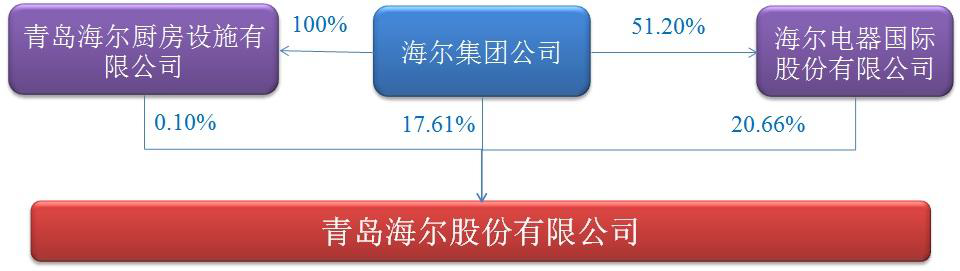 青岛海尔厨房设施有
限公司
100%
海尔集团公司
51.20%
海尔电器国际
股份有限公司
0.10%
17.61%
20.66%
青岛海尔股份有限公司